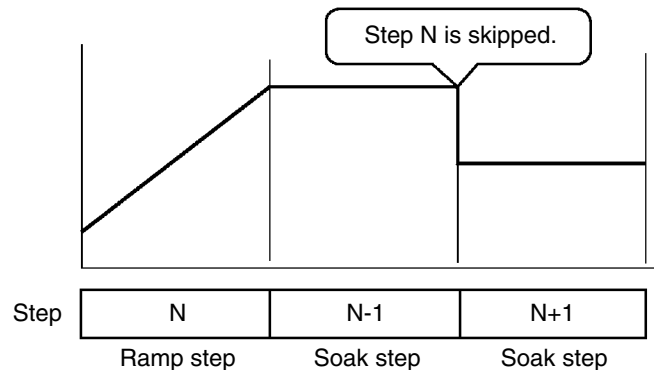 Step N is skipped.
Step N N-1 N+1
Ramp step Soak step Soak step